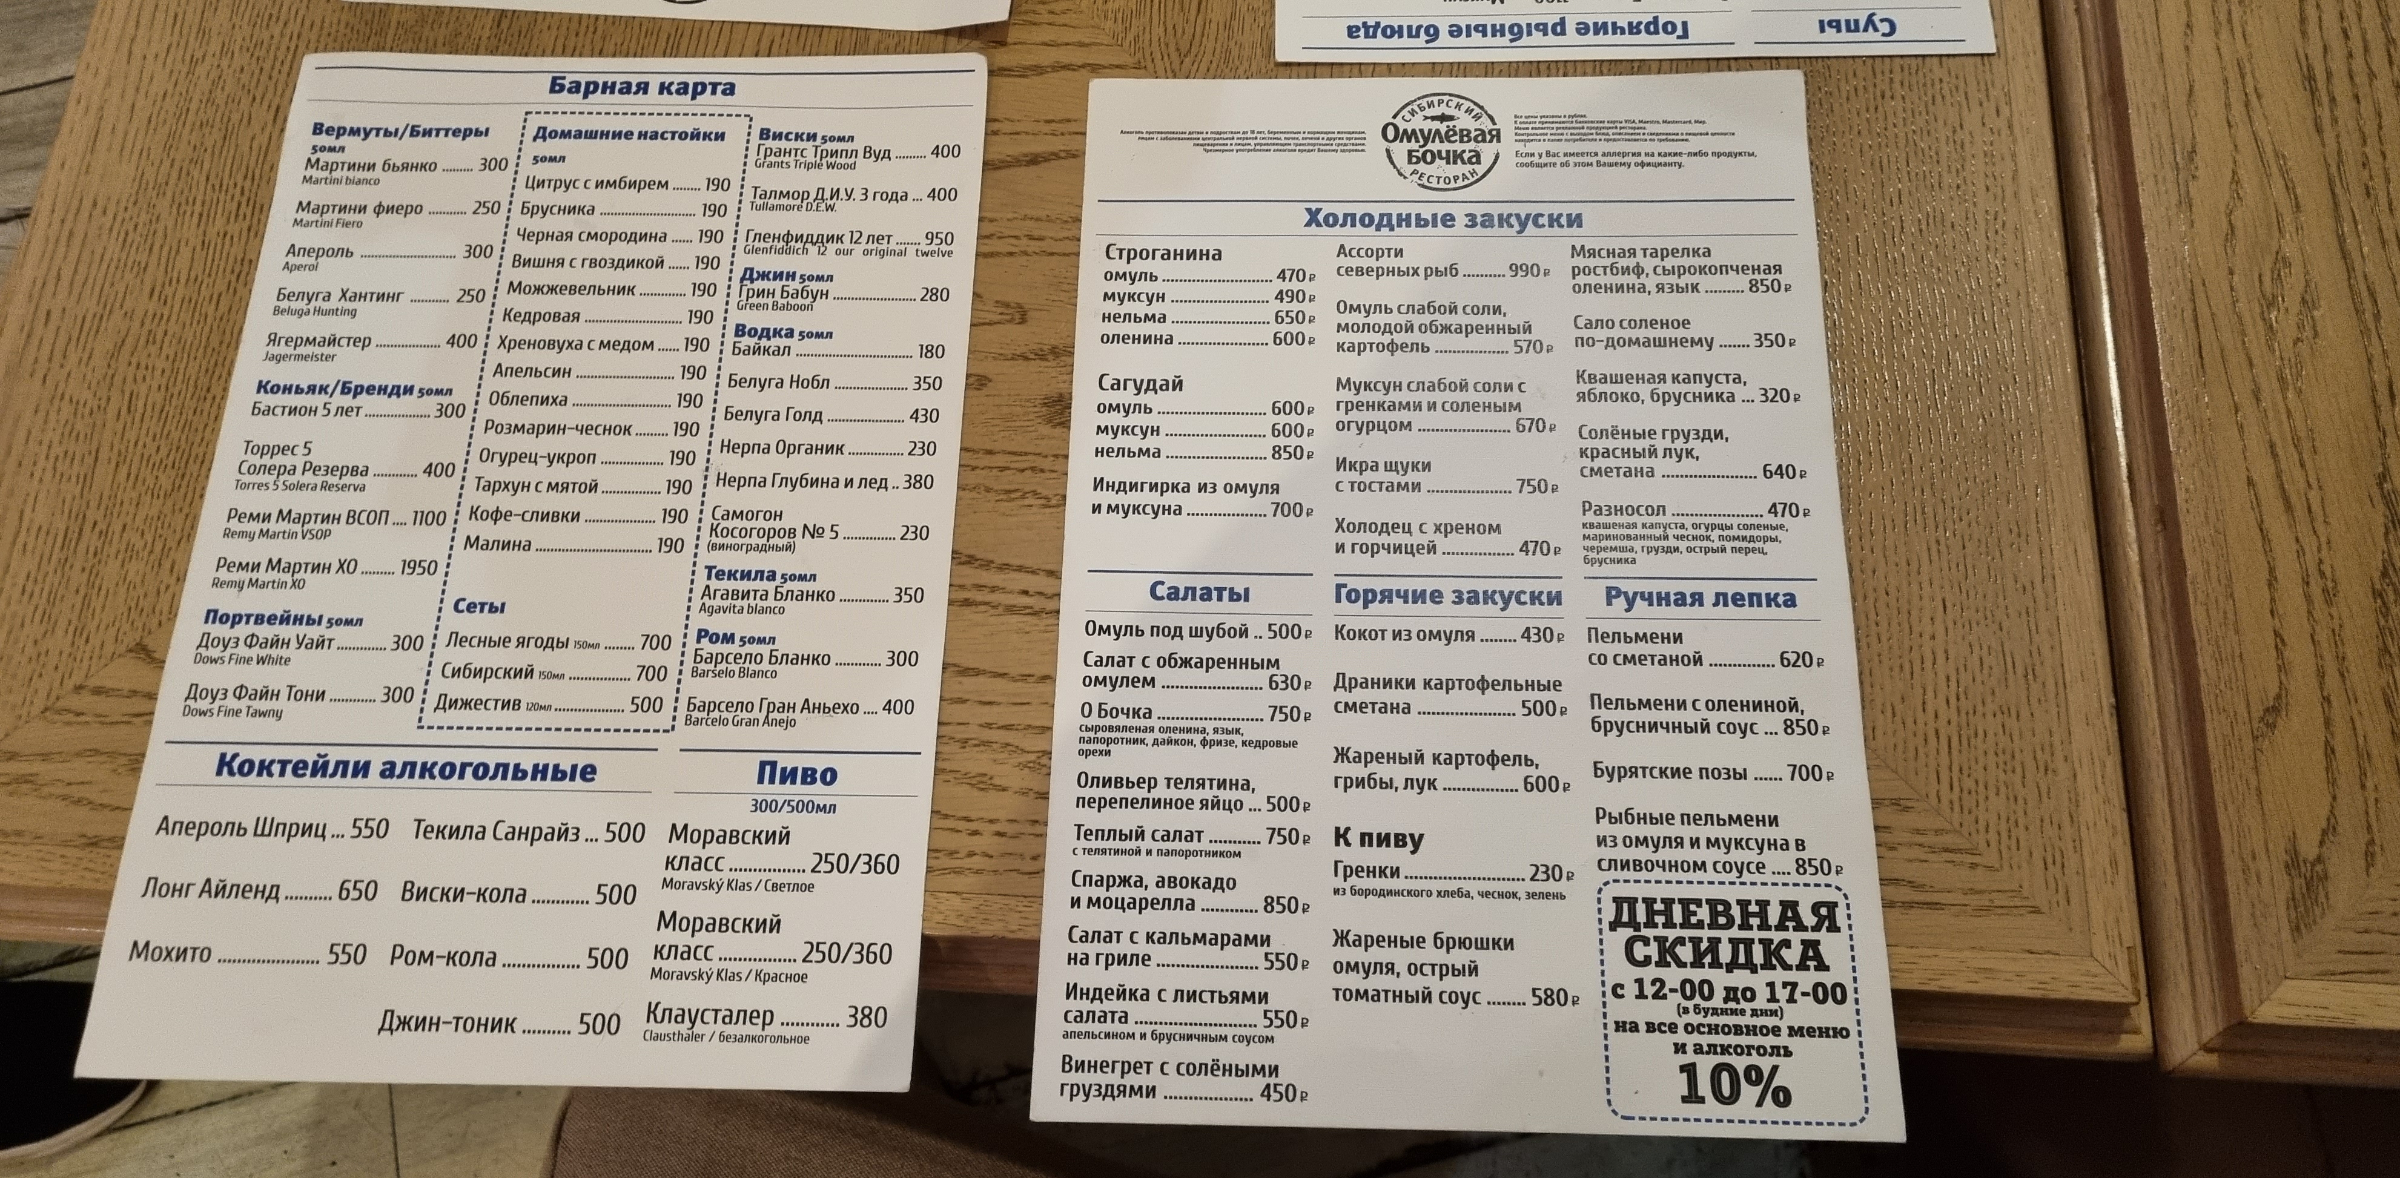 Горячие рыбные блюда
Супы
Барная карта
Вермуты/Биттеры
50мл
Мартини бьянко ......... 300
Martini bianco
Мартини фиеро ........... 250
Martini Fiero
Апероль ........................ 300
Aperol
Белуга Хантинг .......... 250
Beluga Hunting
Ягермайстер ................ 400
Jagermeister
Коньяк/Бренди 50мл
Бастион 5 лет ................ 300
Торрес 5
Солера Резерва ........... 400
Torres 5 Solera Reserva
Реми Мартин ВСОП .... 1100
Remy Martin VSOP
Реми Мартин ХО ......... 1950
Remy Martin XO
Портвейны 50мл
Доуз Файн Уайт ............ 300
Dows Fine White
Доуз Файн Тони ........... 300
Dows Fine Tawny
Домашние настойки
50мл
Цитрус с имбирем ....... 190
Брусника ........................ 190
Черная смородина ...... 190
Вишня с гвоздикой ..... 190
Можжевельник ............ 190
Кедровая ........................ 190
Хреновуха с медом ...... 190
Апельсин ........................ 190
Облепиха ........................ 190
Розмарин-чеснок ......... 190
Огурец-укроп ................ 190
Тархун с мятой .............. 190
Кофе-сливки ................. 190
Малина ............................ 190
Сеты
Лесные ягоды 150мл ........ 700
Сибирский 150мл .............. 700
Дижестив 120мл ................. 500
Виски 50мл
Грантс Трипл Вуд ......... 400
Grants Triple Wood
Талмор Д.И.У. 3 года ... 400
Tullamore D.E.W.
Гленфиддик 12 лет ....... 950
Glenfiddich 12 our original twelve
Джин 50мл
Грин Бабун ...................... 280
Green Baboon
Водка 50мл
Байкал .............................. 180
Белуга Нобл ................... 350
Белуга Голд ..................... 430
Нерпа Органик .............. 230
Нерпа Глубина и лед .. 380
Самогон
Косогоров № 5 .............. 230
(виноградный)
Текила 50мл
Агавита Бланко ............. 350
Agavita blanco
Ром 50мл
Барсело Бланко ............ 300
Barselo Blanco
Барсело Гран Аньехо .... 400
Barcelo Gran Anejo
Коктейли алкогольные
Апероль Шприц ... 550
Текила Санрайз ... 500
Лонг Айленд .......... 650
Виски-кола ............ 500
Мохито ...................... 550
Ром-кола ................ 500
Джин-тоник .......... 500
Пиво
300/500мл
Моравский
класс .............. 250/360
Moravský Klas / Светлое
Моравский
класс .............. 250/360
Moravský Klas / Красное
Клаусталер ............ 380
Clausthaler / безалкогольное
СИБИРСКИЙ
Омулёвая
БОЧКА
РЕСТОРАН
Если у Вас имеется аллергия на какие-либо продукты,
сообщите об этом Вашему официанту.
Холодные закуски
Строганина
омуль ........................ 470₽
муксун ...................... 490₽
нельма ...................... 650₽
оленина .................... 600₽
Сагудай
омуль ........................ 600₽
муксун ...................... 600₽
нельма ...................... 850₽
Индигирка из омуля
и муксуна ................ 700₽
Ассорти
северных рыб .......... 990₽
Омуль слабой соли,
молодой обжаренный
картофель ................. 570₽
Муксун слабой соли с
гренками и соленым
огурцом ..................... 670₽
Икра щуки
с тостами ................... 750₽
Холодец с хреном
и горчицей ................ 470₽
Мясная тарелка
ростбиф, сырокопченая
оленина, язык ......... 850₽
Сало соленое
по-домашнему ....... 350₽
Квашеная капуста,
яблоко, брусника ... 320₽
Солёные грузди,
красный лук,
сметана .................... 640₽
Разносол .................. 470₽
квашеная капуста, огурцы соленые,
маринованный чеснок, помидоры,
черемша, грузди, острый перец,
брусника
Салаты
Омуль под шубой .. 500₽
Салат с обжаренным
омулем ...................... 630₽
О Бочка ...................... 750₽
сыровяленая оленина, язык,
папоротник, дайкон, фризе, кедровые
орехи
Оливьер телятина,
перепелиное яйцо ... 500₽
Теплый салат ............ 750₽
с телятиной и папоротником
Спаржа, авокадо
и моцарелла ............ 850₽
Салат с кальмарами
на гриле .................... 550₽
Индейка с листьями
салата ........................ 550₽
апельсином и брусничным соусом
Винегрет с солёными
груздями .................. 450₽
Горячие закуски
Кокот из омуля ........ 430₽
Драники картофельные
сметана ...................... 500₽
Жареный картофель,
грибы, лук ................. 600₽
К пиву
Гренки ........................ 230₽
из бородинского хлеба, чеснок, зелень
Жареные брюшки
омуля, острый
томатный соус ........ 580₽
Ручная лепка
Пельмени
со сметаной .............. 620₽
Пельмени с олениной,
брусничный соус ... 850₽
Бурятские позы ...... 700₽
Рыбные пельмени
из омуля и муксуна в
сливочном соусе .... 850₽
ДНЕВНАЯ
СКИДКА
с 12-00 до 17-00
(в будние дни)
на все основное меню
и алкоголь
10%